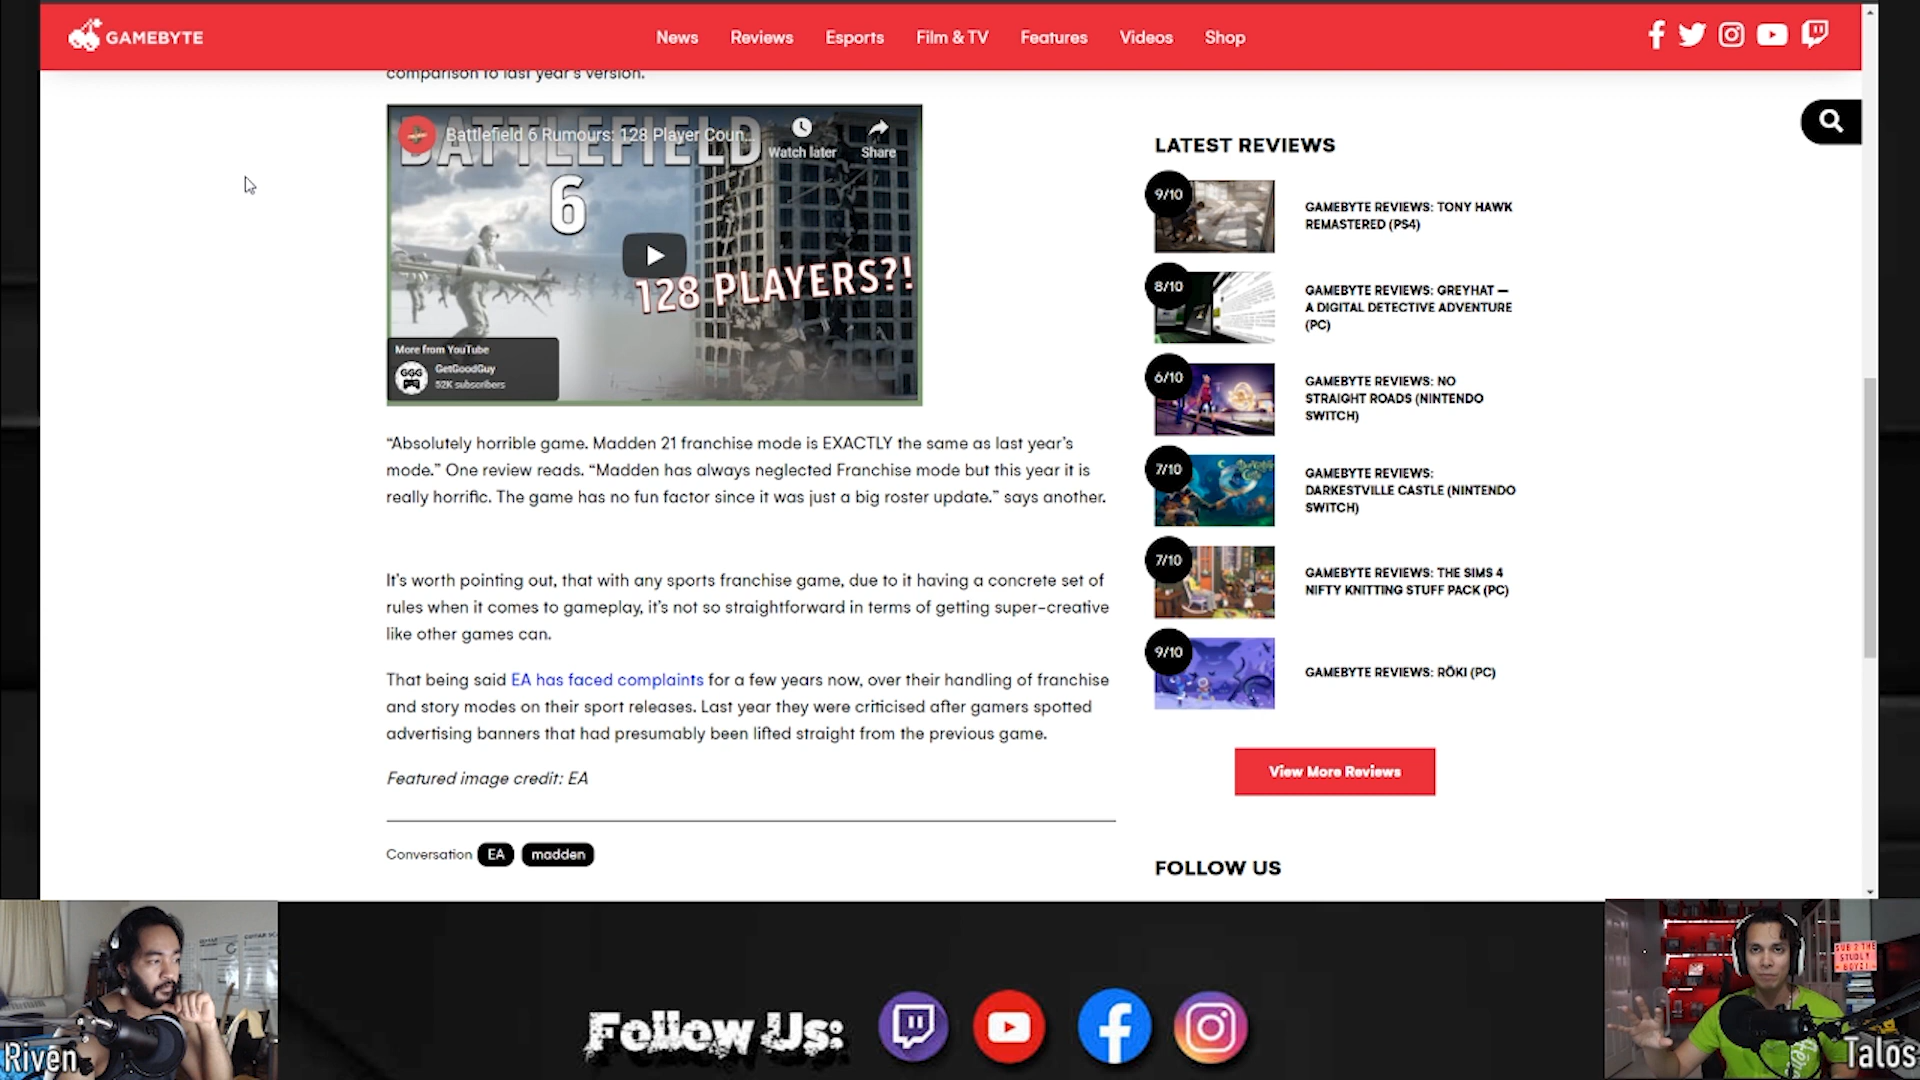 GAMEBYTE
News Reviews Esports Film & TV Features Videos Shop
comparison to last year's version.
Battlefield 6 Rumours: 128 Player Coun...
Watch later Share
BATTLEFIELD
6
128 PLAYERS?!
More from YouTube
GGG
GetGoodGuy
52K subscribers
“Absolutely horrible game. Madden 21 franchise mode is EXACTLY the same as last year’s
mode.” One review reads. “Madden has always neglected Franchise mode but this year it is
really horrific. The game has no fun factor since it was just a big roster update.” says another.
It’s worth pointing out, that with any sports franchise game, due to it having a concrete set of
rules when it comes to gameplay, it’s not so straightforward in terms of getting super-creative
like other games can.
That being said EA has faced complaints for a few years now, over their handling of franchise
and story modes on their sport releases. Last year they were criticised after gamers spotted
advertising banners that had presumably been lifted straight from the previous game.
Featured image credit: EA
Conversation EA madden
LATEST REVIEWS
9/10
GAMEBYTE REVIEWS: TONY HAWK
REMASTERED (PS4)
8/10
GAMEBYTE REVIEWS: GREYHAT —
A DIGITAL DETECTIVE ADVENTURE
(PC)
6/10
GAMEBYTE REVIEWS: NO
STRAIGHT ROADS (NINTENDO
SWITCH)
7/10
GAMEBYTE REVIEWS:
DARKESTVILLE CASTLE (NINTENDO
SWITCH)
7/10
GAMEBYTE REVIEWS: THE SIMS 4
NIFTY KNITTING STUFF PACK (PC)
9/10
GAMEBYTE REVIEWS: RÖKI (PC)
View More Reviews
FOLLOW US
Riven
Follow Us:
SUB 2 THE
STUDLY
BOYZ!
Talos